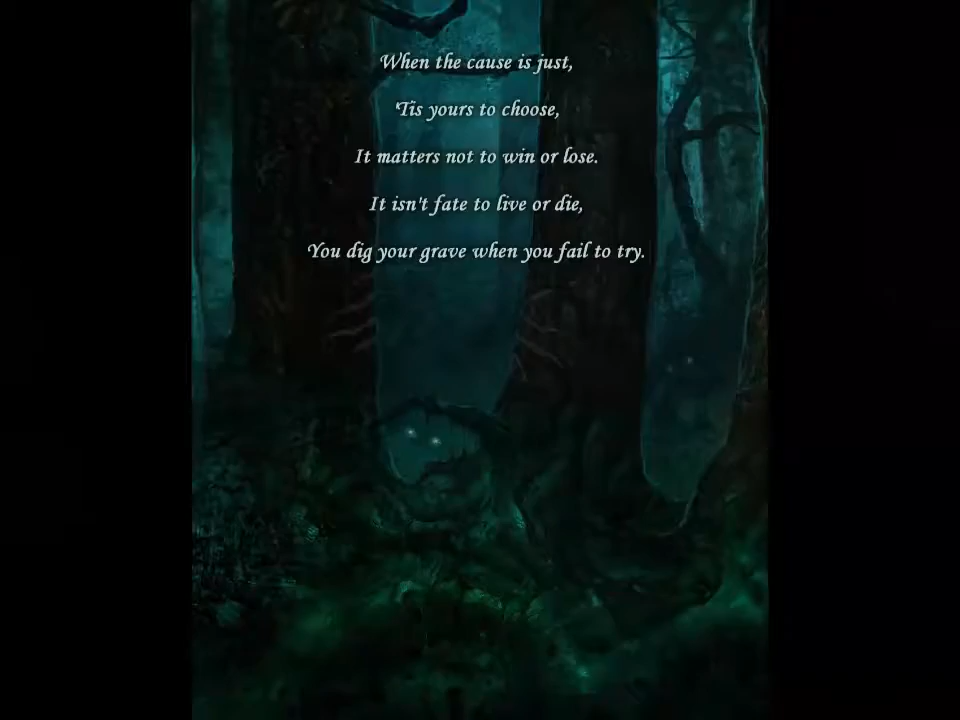 When the cause is just,
'Tis yours to choose,
It matters not to win or lose.
It isn't fate to live or die,
You dig your grave when you fail to try.